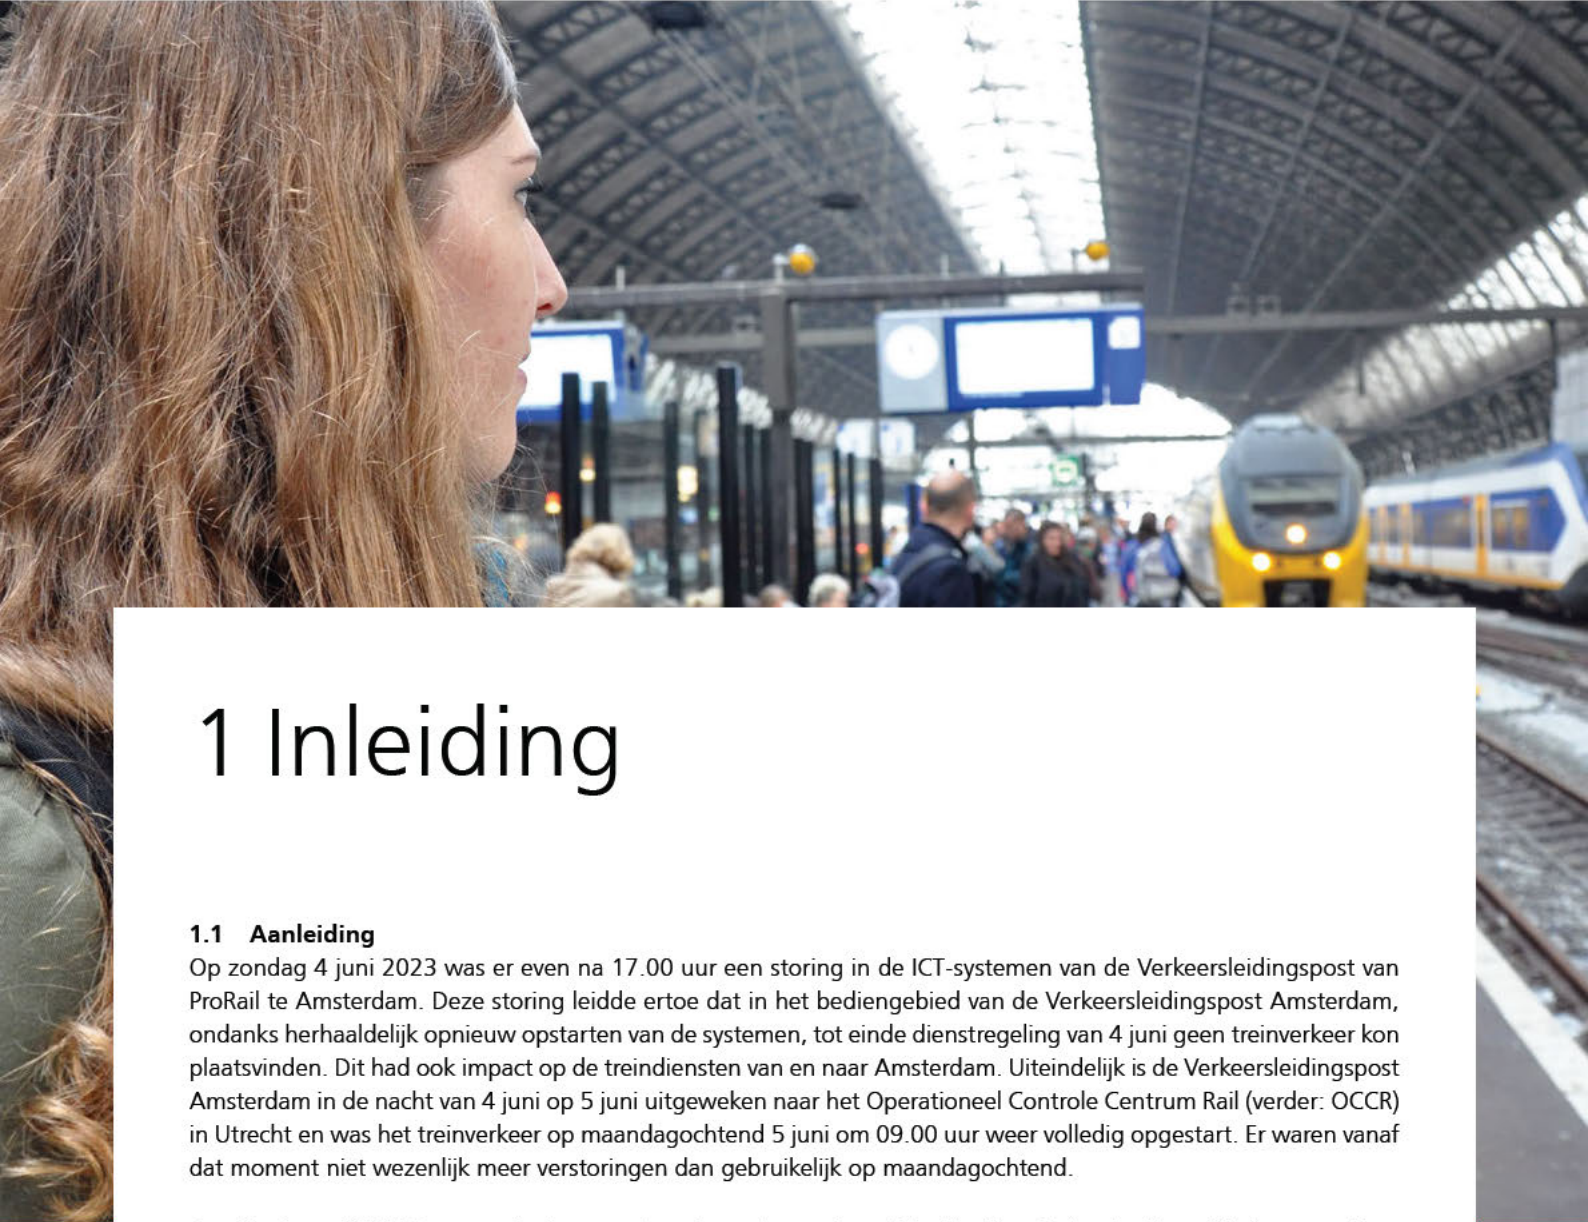 1 Inleiding
1.1 Aanleiding
Op zondag 4 juni 2023 was er even na 17.00 uur een storing in de ICT-systemen van de Verkeersleidingspost van
ProRail te Amsterdam. Deze storing leidde ertoe dat in het bediengebied van de Verkeersleidingspost Amsterdam,
ondanks herhaaldelijk opnieuw opstarten van de systemen, tot einde dienstregeling van 4 juni geen treinverkeer kon
plaatsvinden. Dit had ook impact op de treindiensten van en naar Amsterdam. Uiteindelijk is de Verkeersleidingspost
Amsterdam in de nacht van 4 juni op 5 juni uitgeweken naar het Operationeel Controle Centrum Rail (verder: OCCR)
in Utrecht en was het treinverkeer op maandagochtend 5 juni om 09.00 uur weer volledig opgestart. Er waren vanaf
dat moment niet wezenlijk meer verstoringen dan gebruikelijk op maandagochtend.